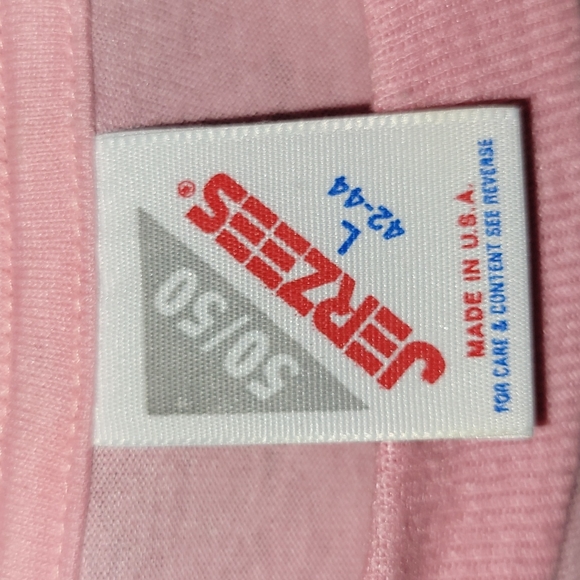 50/50
JERZEES®
L
42-44
MADE IN U.S.A.
FOR CARE & CONTENT SEE REVERSE